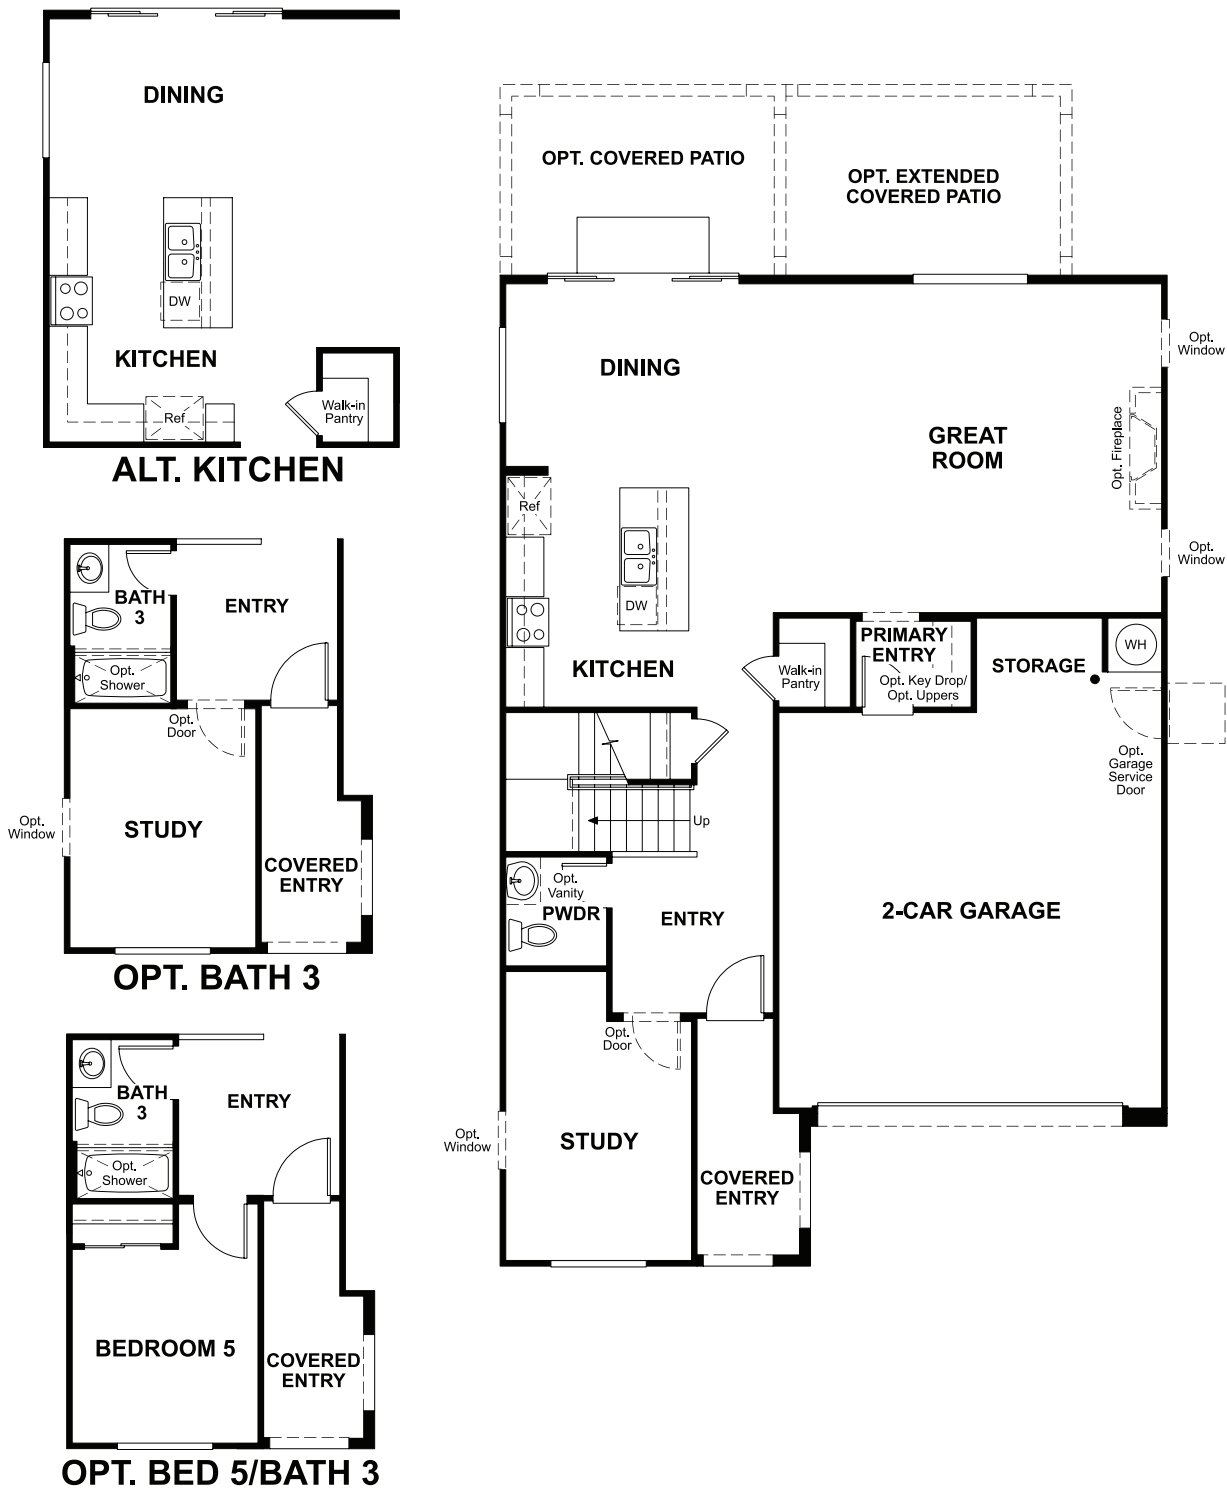 DINING
DW
KITCHEN
Ref
Walk-in
Pantry
ALT. KITCHEN
BATH
3
ENTRY
Opt.
Shower
Opt.
Door
Opt.
Window
STUDY
COVERED
ENTRY
OPT. BATH 3
BATH
3
ENTRY
Opt.
Shower
BEDROOM 5
COVERED
ENTRY
OPT. BED 5/BATH 3
OPT. COVERED PATIO
OPT. EXTENDED
COVERED PATIO
DINING
Opt.
Window
GREAT
ROOM
Opt. Fireplace
Ref
Opt.
Window
DW
KITCHEN
Walk-in
Pantry
PRIMARY
ENTRY
Opt. Key Drop/
Opt. Uppers
STORAGE
WH
Opt.
Garage
Service
Door
Up
Opt.
Vanity
PWDR
ENTRY
2-CAR GARAGE
Opt.
Door
Opt.
Window
STUDY
COVERED
ENTRY